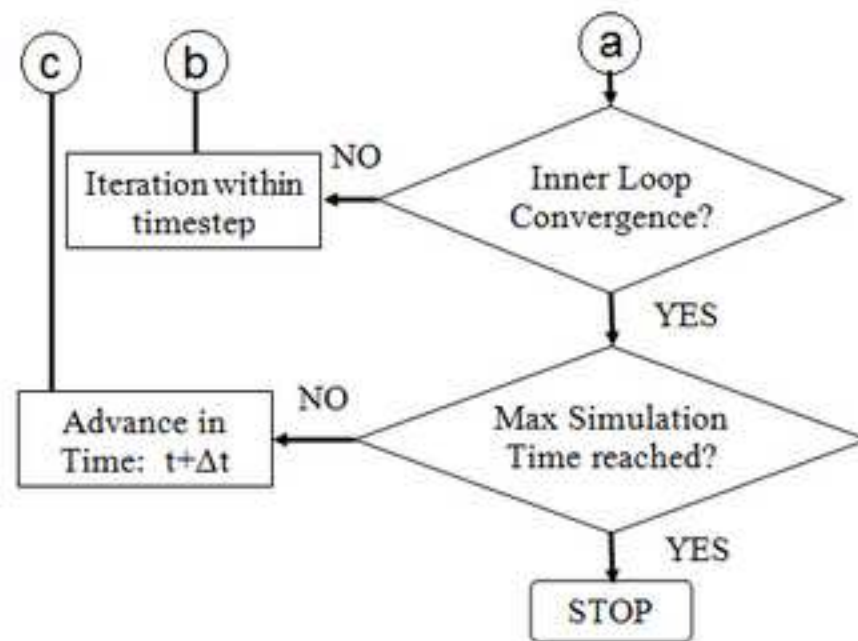 c
b
a
NO
Iteration within
timestep
Inner Loop
Convergence?
YES
NO
Advance in
Time: t+Δt
Max Simulation
Time reached?
YES
STOP